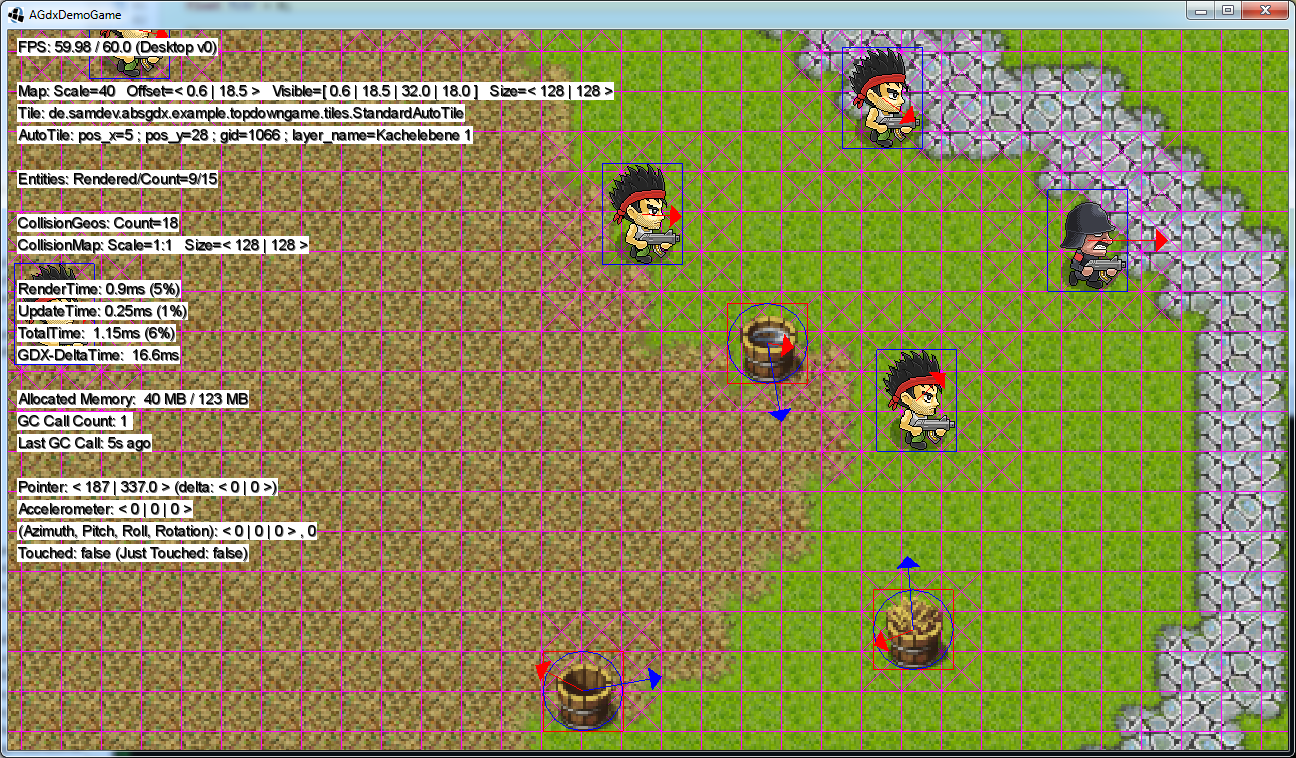 AGdxDemoGame
FPS: 59.98 / 60.0 (Desktop v0)
Map: Scale=40 Offset=< 0.6 | 18.5 > Visible=[ 0.6 | 18.5 | 32.0 | 18.0 ] Size=< 128 | 128 >
Tile: de.samdev.absgdx.example.topdowngame.tiles.StandardAutoTile
AutoTile: pos_x=5 ; pos_y=28 ; gid=1066 ; layer_name=Kachelebene 1
Entities: Rendered/Count=9/15
CollisionGeos: Count=18
CollisionMap: Scale=1:1 Size=< 128 | 128 >
RenderTime: 0.9ms (5%)
UpdateTime: 0.25ms (1%)
TotalTime: 1.15ms (6%)
GDX-DeltaTime: 16.6ms
Allocated Memory: 40 MB / 123 MB
GC Call Count: 1
Last GC Call: 5s ago
Pointer: < 187 | 337.0 > (delta: < 0 | 0 >)
Accelerometer: < 0 | 0 | 0 >
(Azimuth, Pitch, Roll, Rotation): < 0 | 0 | 0 > , 0
Touched: false (Just Touched: false)